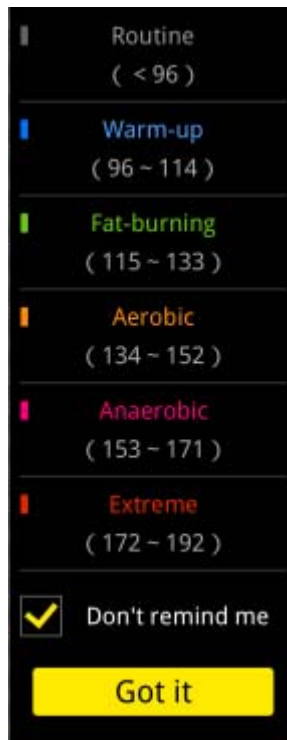 Routine
( < 96 )
Warm-up
( 96 ~ 114 )
Fat-burning
( 115 ~ 133 )
Aerobic
( 134 ~ 152 )
Anaerobic
( 153 ~ 171 )
Extreme
( 172 ~ 192 )
Don't remind me
Got it